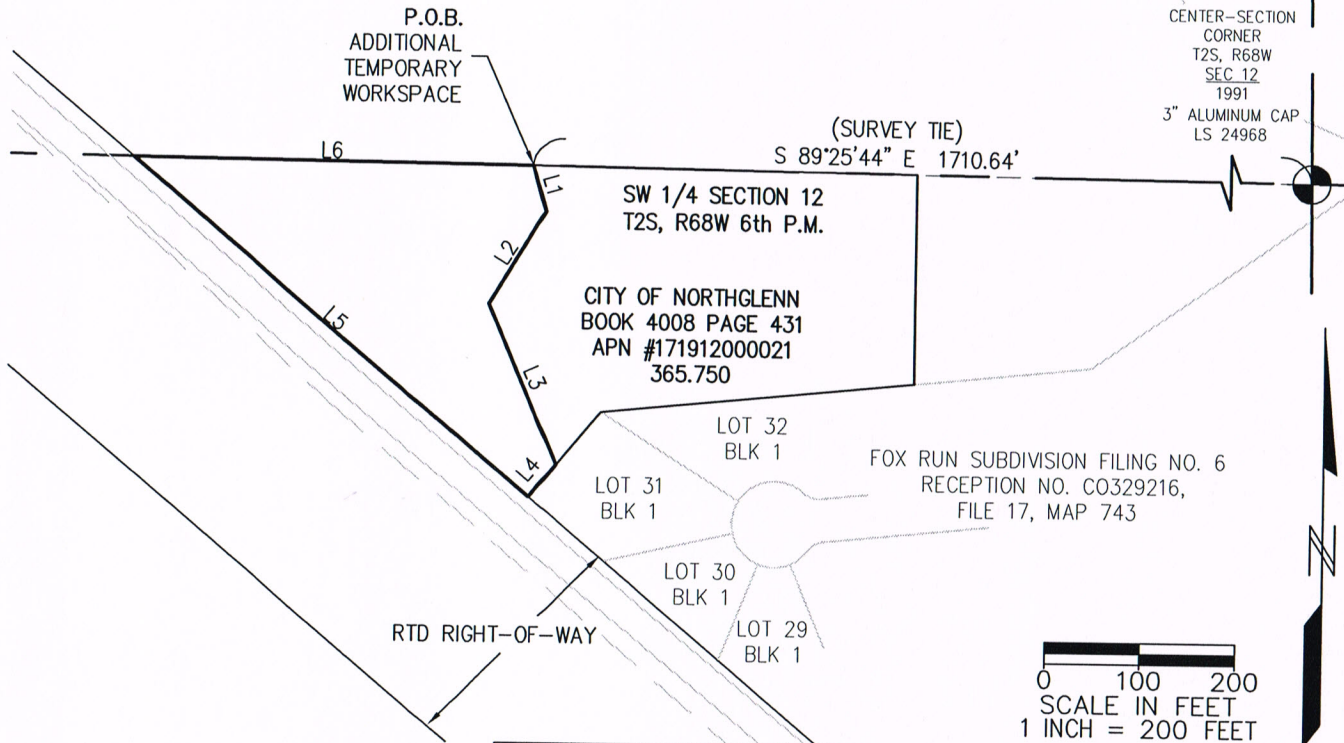 P.O.B.
ADDITIONAL
TEMPORARY
WORKSPACE
CENTER-SECTION
CORNER
T2S, R68W
SEC 12
1991
3" ALUMINUM CAP
LS 24968
(SURVEY TIE)
S 89°25'44" E 1710.64'
L6
L1
SW 1/4 SECTION 12
T2S, R68W 6th P.M.
L2
CITY OF NORTHGLENN
BOOK 4008 PAGE 431
APN #171912000021
365.750
L5
L3
LOT 32
BLK 1
L4
FOX RUN SUBDIVISION FILING NO. 6
RECEPTION NO. C0329216,
FILE 17, MAP 743
LOT 31
BLK 1
N
LOT 30
BLK 1
RTD RIGHT-OF-WAY
LOT 29
BLK 1
0 100 200
SCALE IN FEET
1 INCH = 200 FEET